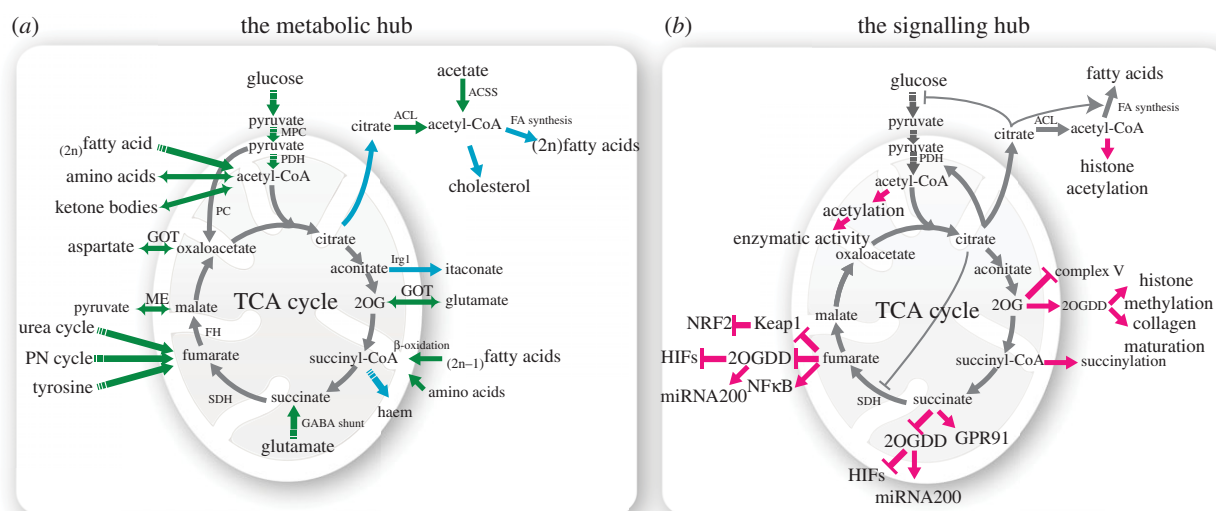 (a) the metabolic hub
glucose
pyruvate
MPC
pyruvate
PDH
acetyl-CoA
(2n)fatty acid
amino acids
ketone bodies
PC
aspartate
GOT
oxaloacetate
citrate
ACL
acetyl-CoA
acetate
ACSS
FA synthesis
(2n)fatty acids
cholesterol
citrate
aconitate
Irg1
itaconate
TCA cycle
2OG
GOT
glutamate
pyruvate
ME
malate
urea cycle
FH
PN cycle
fumarate
tyrosine
succinyl-CoA
β-oxidation
(2n–1)fatty acids
amino acids
haem
SDH
succinate
GABA shunt
glutamate
(b) the signalling hub
glucose
pyruvate
pyruvate
PDH
acetyl-CoA
acetylation
enzymatic activity
oxaloacetate
fatty acids
FA synthesis
citrate
ACL
acetyl-CoA
histone
acetylation
citrate
aconitate
complex V
TCA cycle
2OG
2OGDD
histone
methylation
collagen
maturation
malate
NRF2
Keap1
HIFs
2OGDD
fumarate
miRNA200
NFκB
succinyl-CoA
succinylation
SDH
succinate
2OGDD
GPR91
HIFs
miRNA200